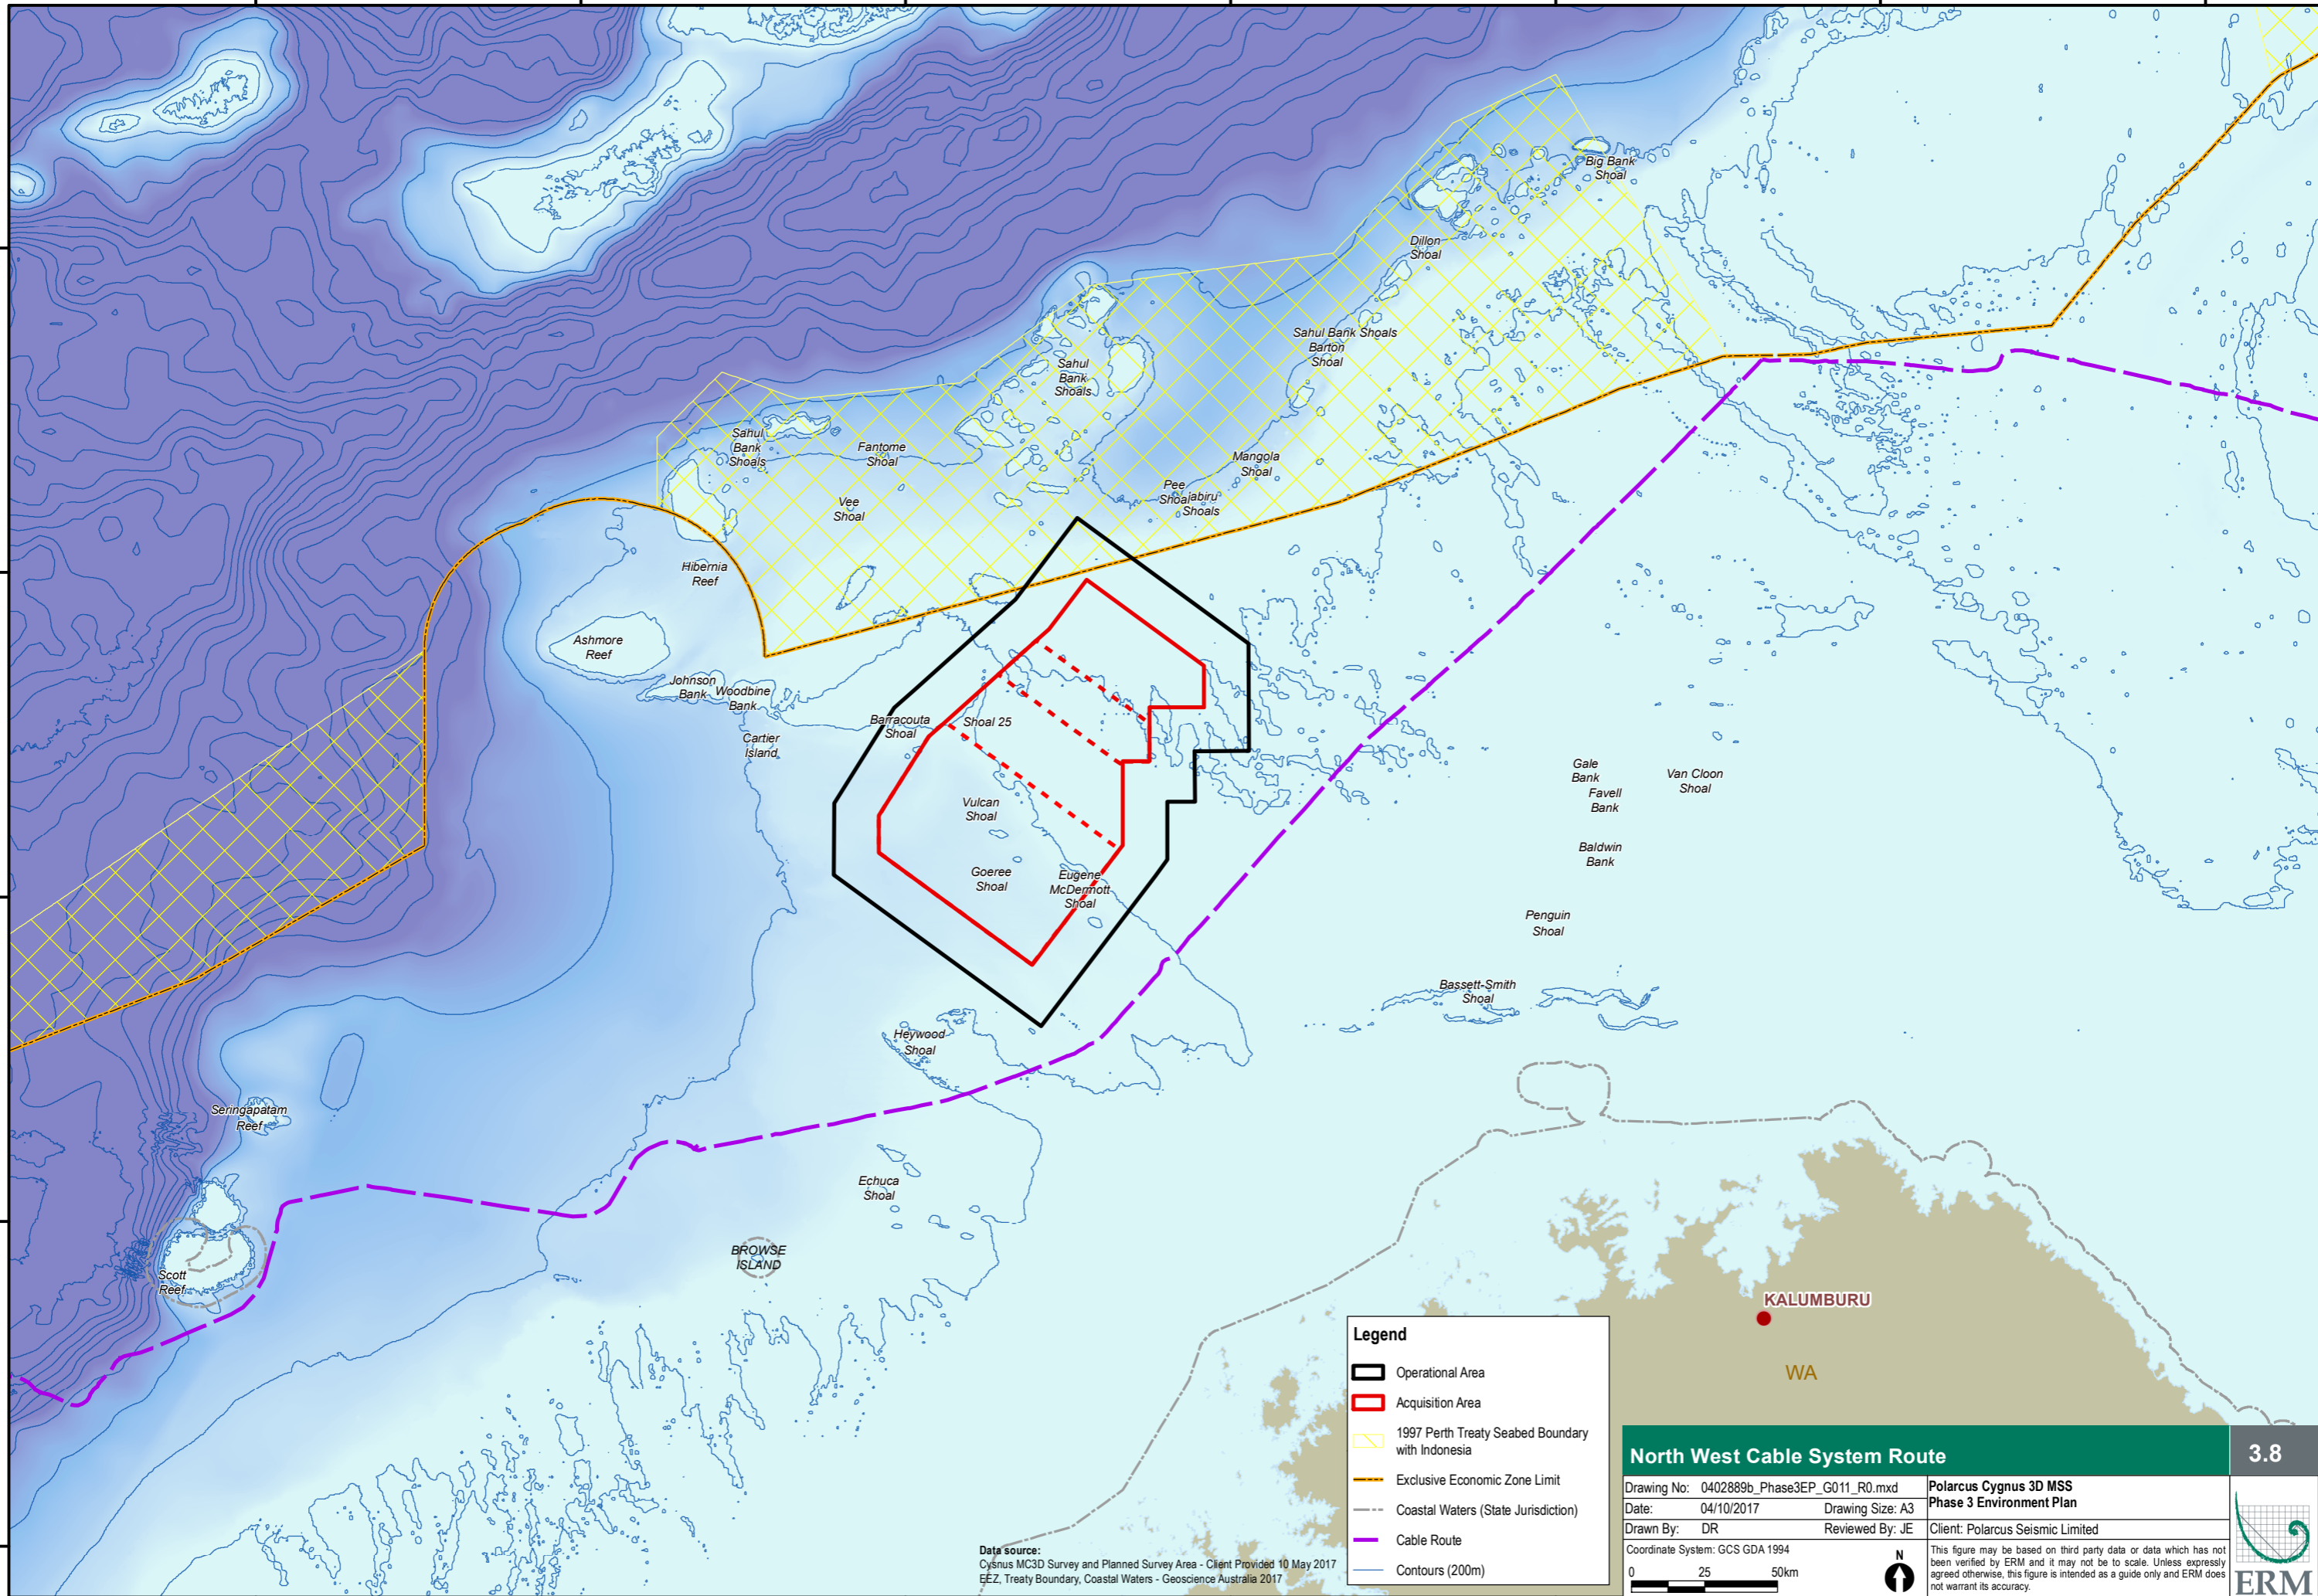 Big Bank
Shoal
Dillon
Shoal
Sahul Bank Shoals
Barton
Shoal
Sahul
Bank
Shoals
Sahul
Bank
Shoals
Fantome
Shoal
Mangola
Shoal
Pee
Shoal
jabiru
Shoals
Vee
Shoal
Hibernia
Reef
Ashmore
Reef
Johnson
Bank
Woodbine
Bank
Barracouta
Shoal
Shoal 25
Cartier
Island
Vulcan
Shoal
Gale
Bank
Favell
Bank
Van Cloon
Shoal
Baldwin
Bank
Goeree
Shoal
Eugene
McDermott
Shoal
Penguin
Shoal
Bassett-Smith
Shoal
Heywood
Shoal
Seringapatam
Reef
Echuca
Shoal
BROWSE
ISLAND
Scott
Reef
KALUMBURU
WA
Legend
Operational Area
Acquisition Area
1997 Perth Treaty Seabed Boundary
with Indonesia
Exclusive Economic Zone Limit
Coastal Waters (State Jurisdiction)
Cable Route
Contours (200m)
Data source:
Cysnus MC3D Survey and Planned Survey Area - Client Provided 10 May 2017
EEZ, Treaty Boundary, Coastal Waters - Geoscience Australia 2017
North West Cable System Route
3.8
Drawing No: 0402889b_Phase3EP_G011_R0.mxd
Date: 04/10/2017 Drawing Size: A3
Drawn By: DR Reviewed By: JE
Coordinate System: GCS GDA 1994
0 25 50km
N
Polarcus Cygnus 3D MSS
Phase 3 Environment Plan
Client: Polarcus Seismic Limited
This figure may be based on third party data or data which has not
been verified by ERM and it may not be to scale. Unless expressly
agreed otherwise, this figure is intended as a guide only and ERM does
not warrant its accuracy.
ERM